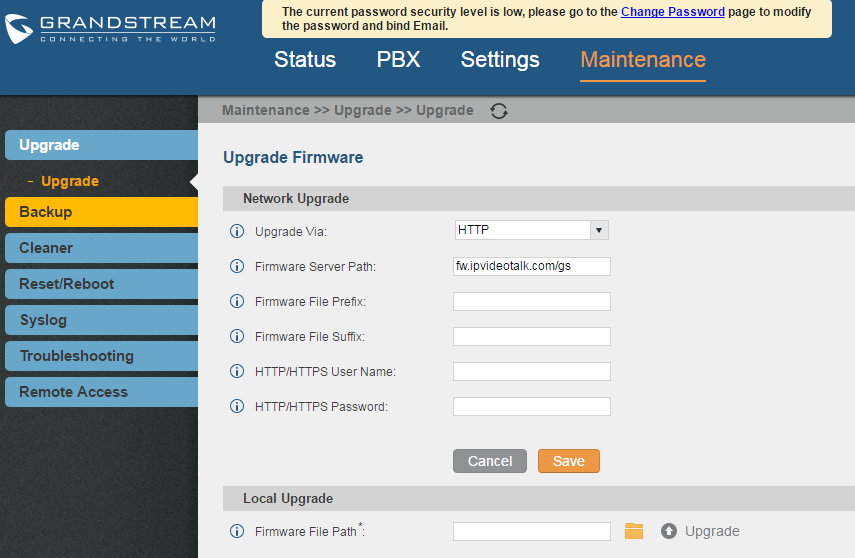 GRANDSTREAM
CONNECTING THE WORLD
The current password security level is low, please go to the Change Password page to modify
the password and bind Email.
Status PBX Settings Maintenance
Maintenance >> Upgrade >> Upgrade
Upgrade
- Upgrade
Backup
Cleaner
Reset/Reboot
Syslog
Troubleshooting
Remote Access
Upgrade Firmware
Network Upgrade
Upgrade Via: HTTP
Firmware Server Path: fw.ipvideotalk.com/gs
Firmware File Prefix:
Firmware File Suffix:
HTTP/HTTPS User Name:
HTTP/HTTPS Password:
Cancel Save
Local Upgrade
Firmware File Path*: Upgrade